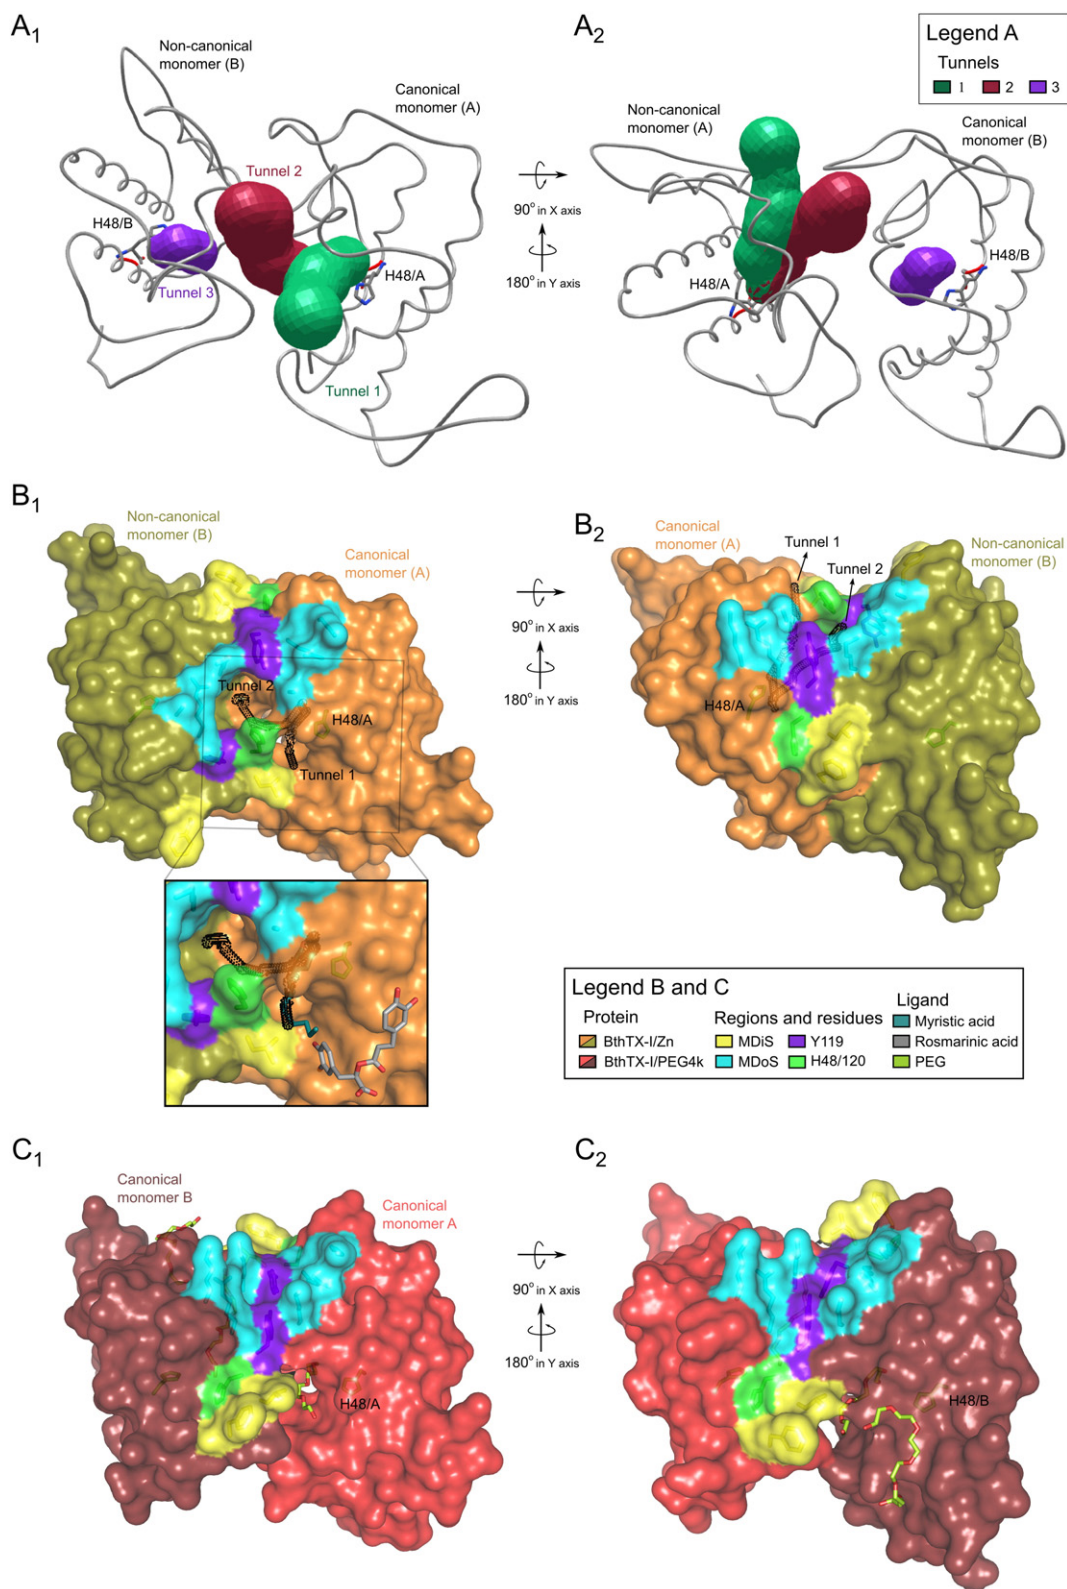 A1
A2
Legend A
Tunnels
1 2 3
Non-canonical
monomer (B)
Canonical
monomer (A)
Tunnel 2
H48/B
Tunnel 3
H48/A
Tunnel 1
90° in X axis
180° in Y axis
Non-canonical
monomer (A)
Canonical
monomer (B)
H48/A
H48/B
B1
Non-canonical
monomer (B)
Canonical
monomer (A)
Tunnel 2
H48/A
Tunnel 1
90° in X axis
180° in Y axis
B2
Canonical
monomer (A)
Tunnel 1
Tunnel 2
Non-canonical
monomer (B)
H48/A
Legend B and C
Protein
BthTX-I/Zn
BthTX-I/PEG4k
Regions and residues
MDiS
Y119
MDoS
H48/120
Ligand
Myristic acid
Rosmarinic acid
PEG
C1
Canonical
monomer B
Canonical
monomer A
H48/A
90° in X axis
180° in Y axis
C2
H48/B